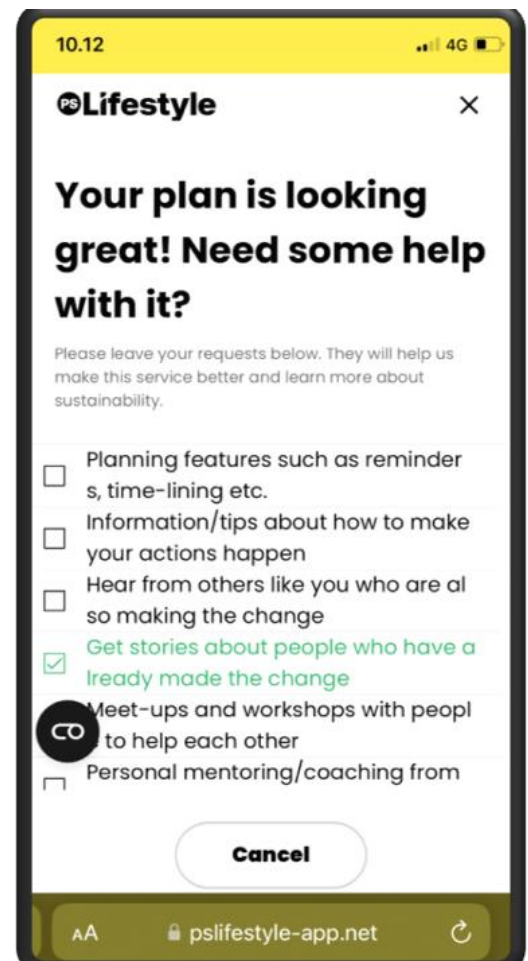 10.12
4G
PS Lifestyle
Your plan is looking
great! Need some help
with it?
Please leave your requests below. They will help us
make this service better and learn more about
sustainability.
Planning features such as reminder
s, time-lining etc.
Information/tips about how to make
your actions happen
Hear from others like you who are al
so making the change
Get stories about people who have a
lready made the change
Meet-ups and workshops with peopl
to help each other
Personal mentoring/coaching from
Cancel
AA pslifestyle-app.net